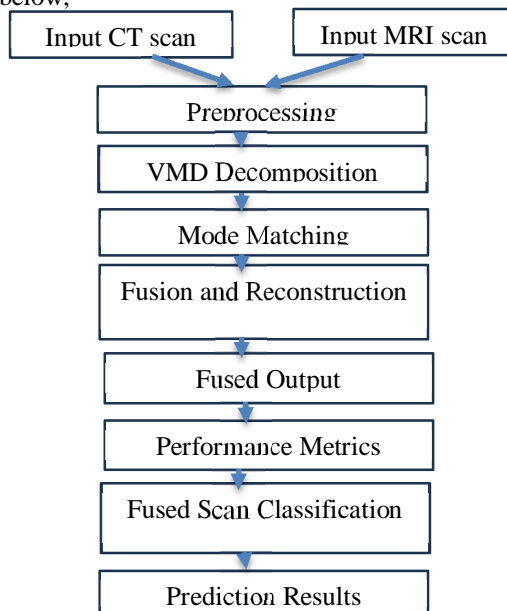 below,
Input CT scan
Input MRI scan
Preprocessing
VMD Decomposition
Mode Matching
Fusion and Reconstruction
Fused Output
Performance Metrics
Fused Scan Classification
Prediction Results